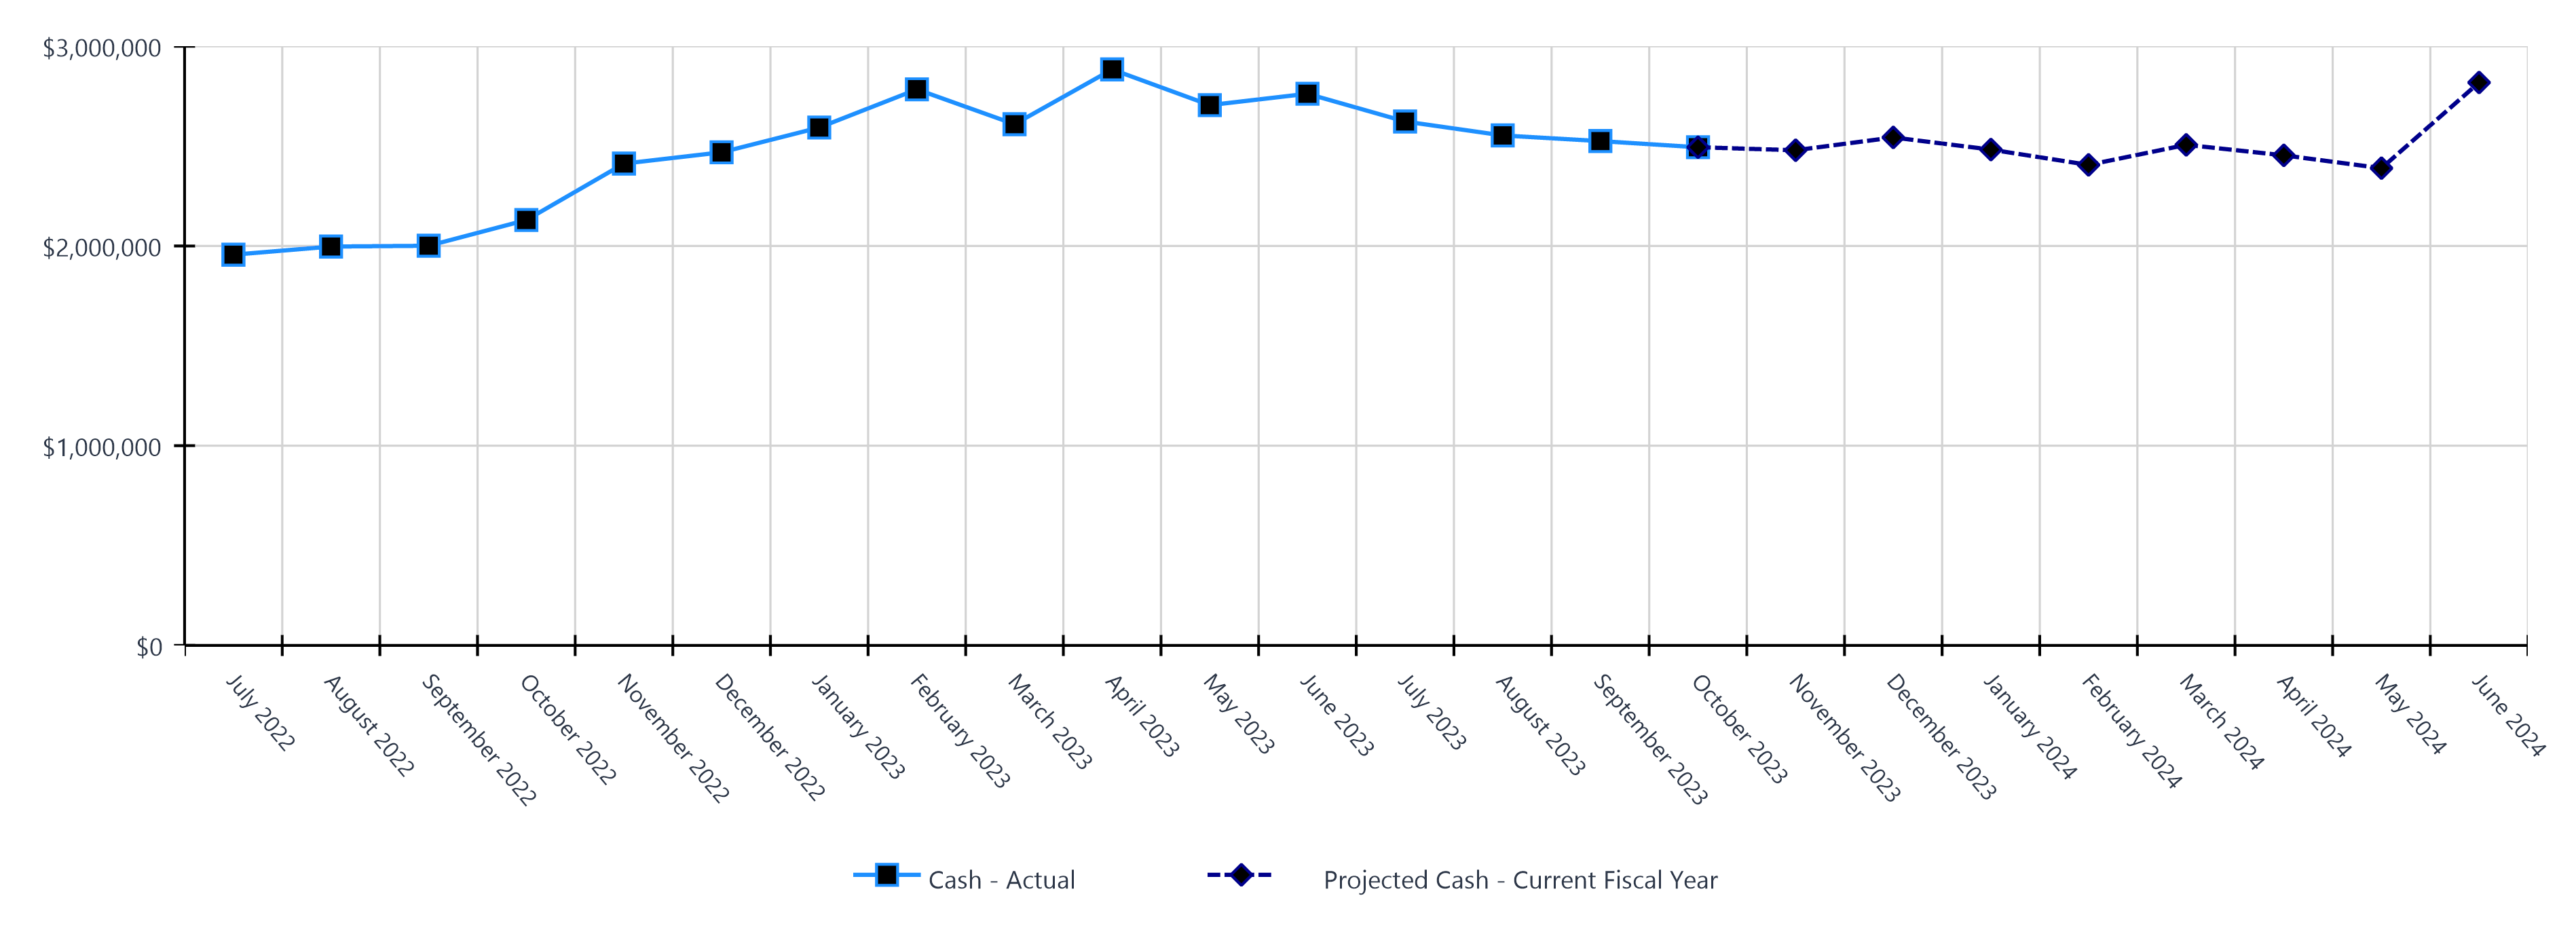 $3,000,000
$2,000,000
$1,000,000
$0
July 2022
August 2022
September 2022
October 2022
November 2022
December 2022
January 2023
February 2023
March 2023
April 2023
May 2023
June 2023
July 2023
August 2023
September 2023
October 2023
November 2023
December 2023
January 2024
February 2024
March 2024
April 2024
May 2024
June 2024
Cash - Actual
Projected Cash - Current Fiscal Year